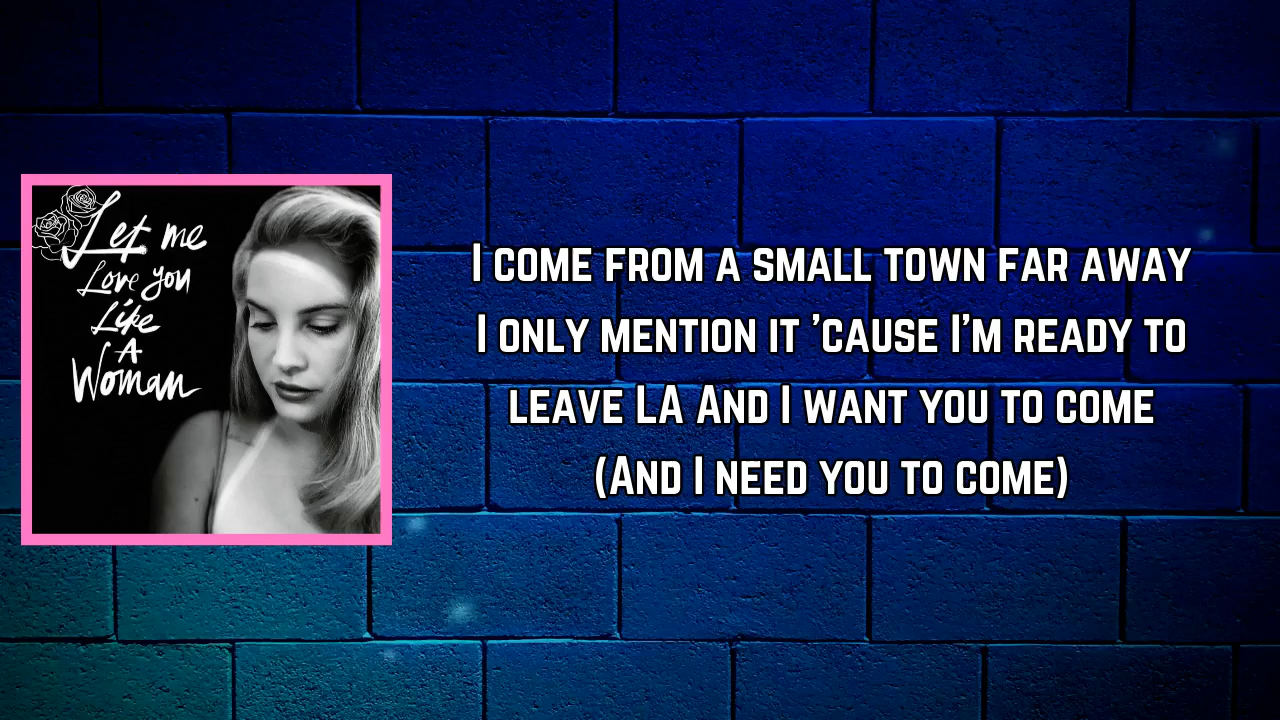 Let me
Love you
Like
A
Woman
I come from a small town far away
I only mention it 'cause I'm ready to
leave LA And I want you to come
(And I need you to come)